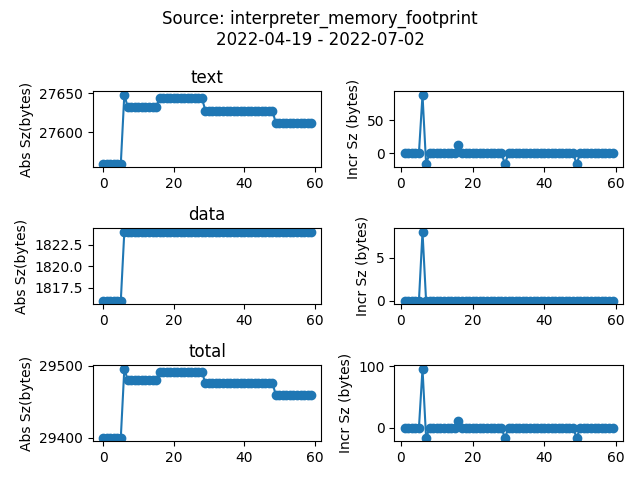 Source: interpreter_memory_footprint
2022-04-19 - 2022-07-02
text
Abs Sz(bytes)
27650
27600
0 20 40 60
Incr Sz (bytes)
50
0
0 20 40 60
data
Abs Sz(bytes)
1822.5
1820.0
1817.5
0 20 40 60
Incr Sz (bytes)
5
0
0 20 40 60
total
Abs Sz(bytes)
29500
29400
0 20 40 60
Incr Sz (bytes)
100
0
0 20 40 60